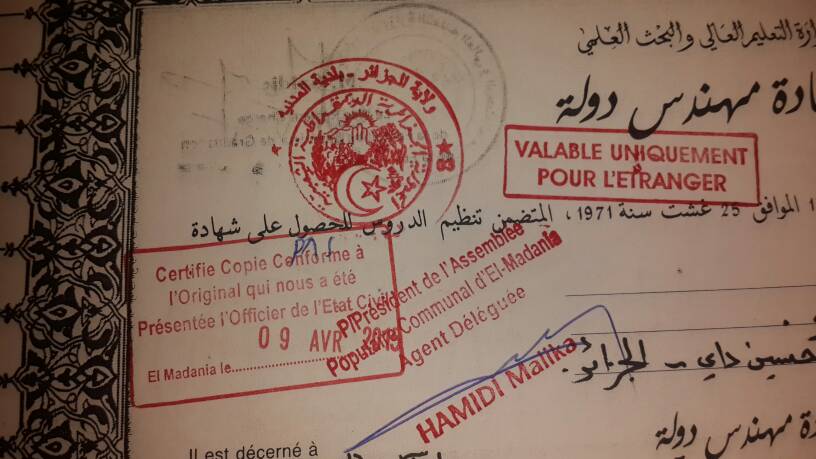 وزارة التعليم العالي والبحث العلمي
شهادة مهندس دولة
ولاية الجزائر - بلدية المدنية
VALABLE UNIQUEMENT
POUR L'ETRANGER
الموافق 25 غشت سنة 1971، المتضمن تنظيم الدروس للحصول على شهادة
Certifie Copie Conforme à
l'Original qui nous a été
Présentée l'Officier de l'Etat Civil
09 AVR
El Madania le
P/Président de l'Assemblée
Populaire Communal d'El-Madania
Agent Déléguée
HAMIDI Malika
حسين داي - الجزائر
مهندس دولة
Il est décerné à